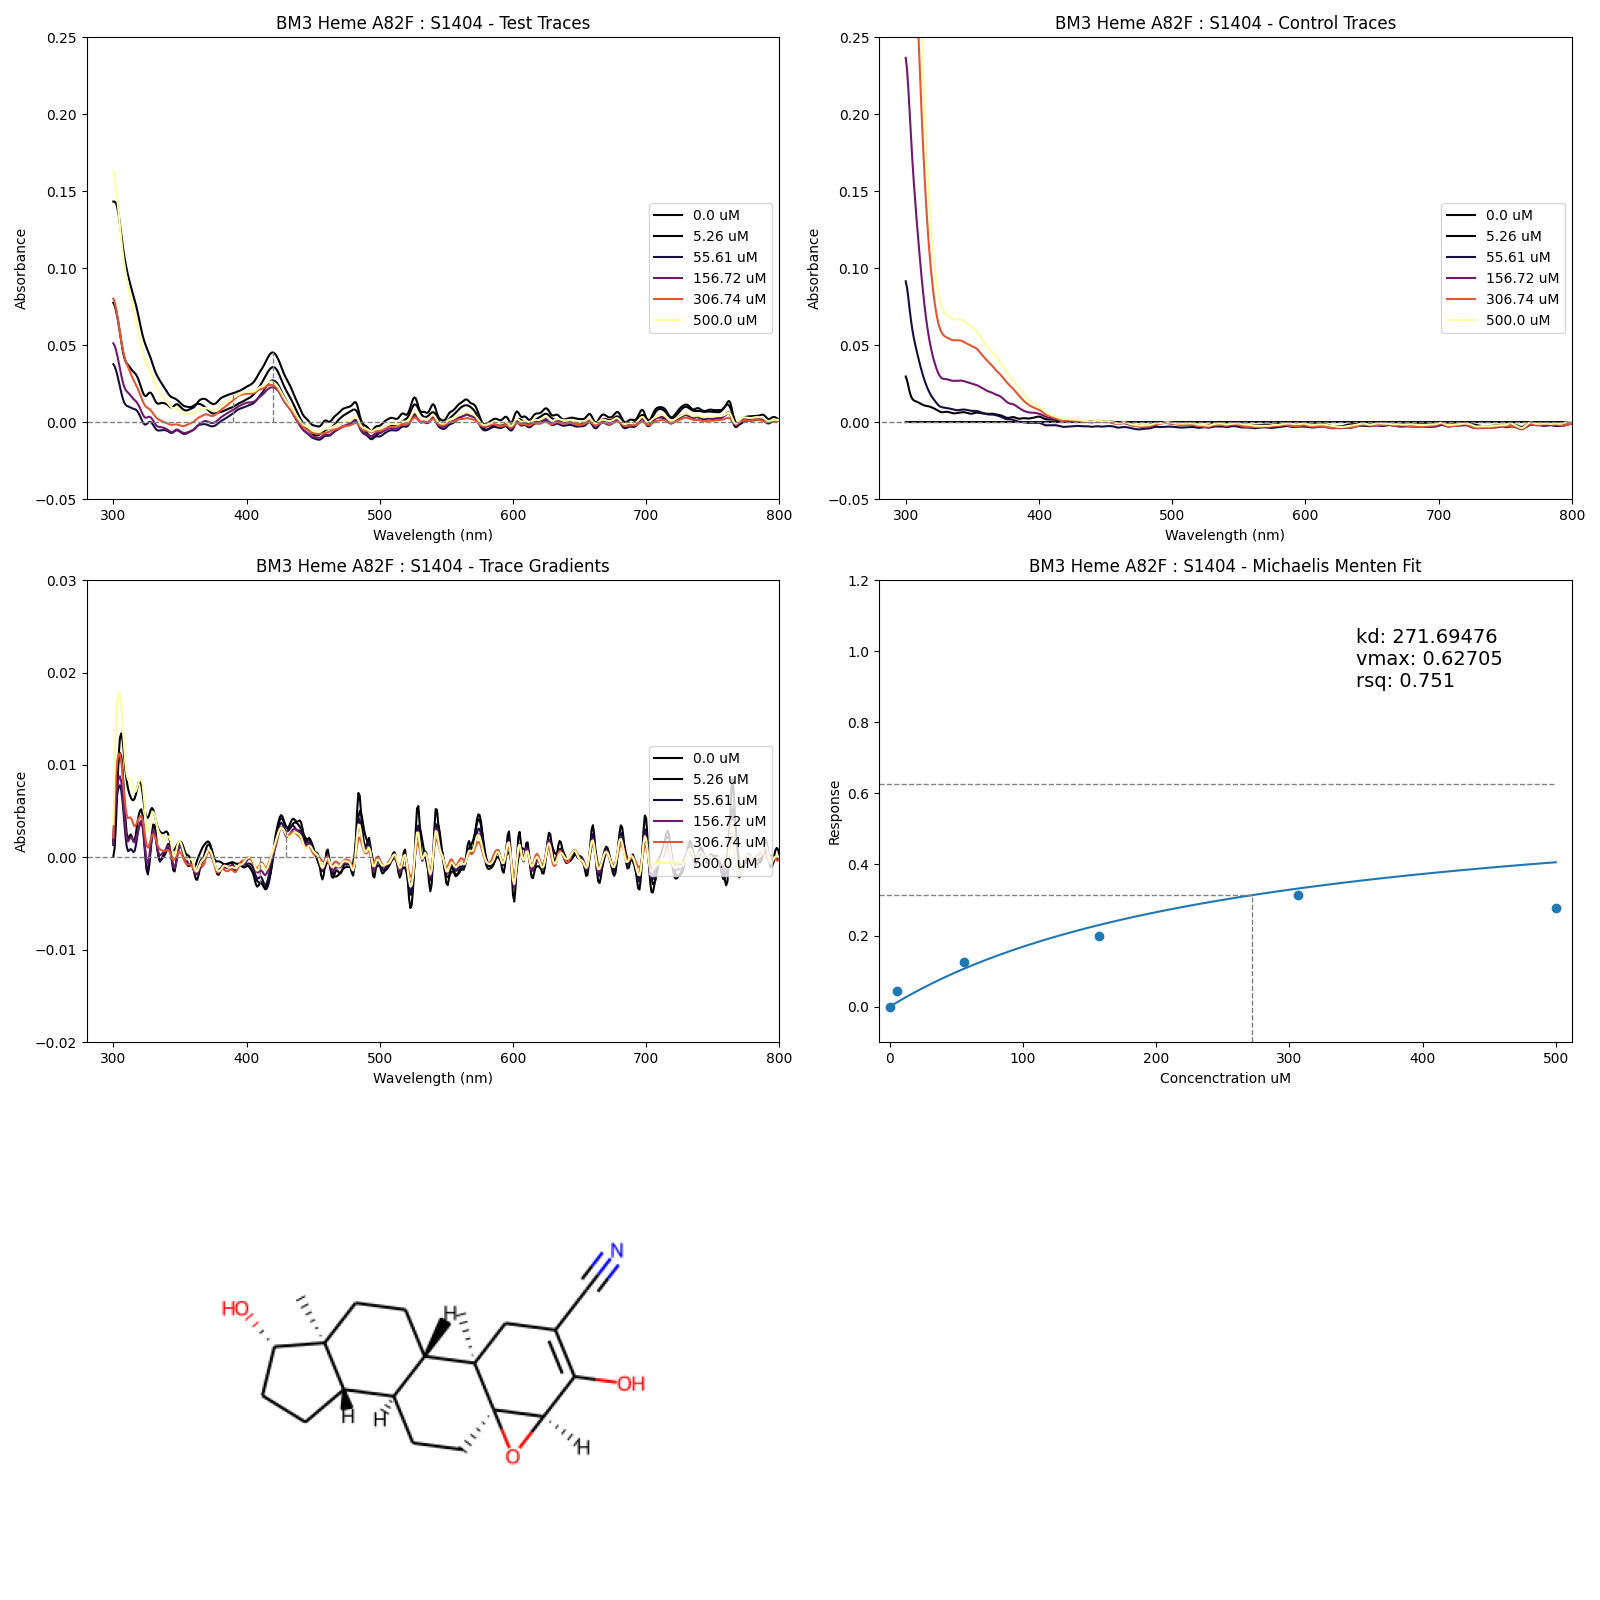 BM3 Heme A82F : S1404 - Test Traces
0.25
0.20
0.15
0.10
0.05
0.00
−0.05
Absorbance
300
400
500
600
700
800
Wavelength (nm)
0.0 uM
5.26 uM
55.61 uM
156.72 uM
306.74 uM
500.0 uM
BM3 Heme A82F : S1404 - Control Traces
0.25
0.20
0.15
0.10
0.05
0.00
−0.05
Absorbance
300
400
500
600
700
800
Wavelength (nm)
0.0 uM
5.26 uM
55.61 uM
156.72 uM
306.74 uM
500.0 uM
BM3 Heme A82F : S1404 - Trace Gradients
0.03
0.02
0.01
0.00
−0.01
−0.02
Absorbance
300
400
500
600
700
800
Wavelength (nm)
0.0 uM
5.26 uM
55.61 uM
156.72 uM
306.74 uM
500.0 uM
BM3 Heme A82F : S1404 - Michaelis Menten Fit
1.2
1.0
0.8
0.6
0.4
0.2
0.0
Response
0
100
200
300
400
500
Concenctration uM
kd: 271.69476
vmax: 0.62705
rsq: 0.751
N
HO
H
OH
H
H
H
O